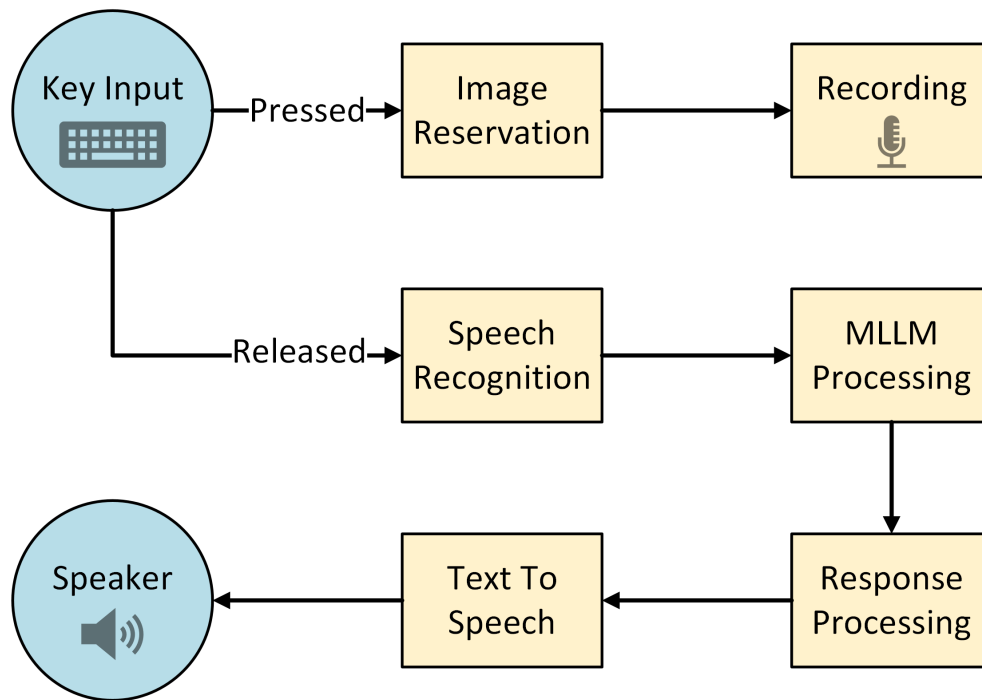 Key Input
Pressed
Image
Reservation
Recording
Released
Speech
Recognition
MLLM
Processing
Speaker
Text To
Speech
Response
Processing